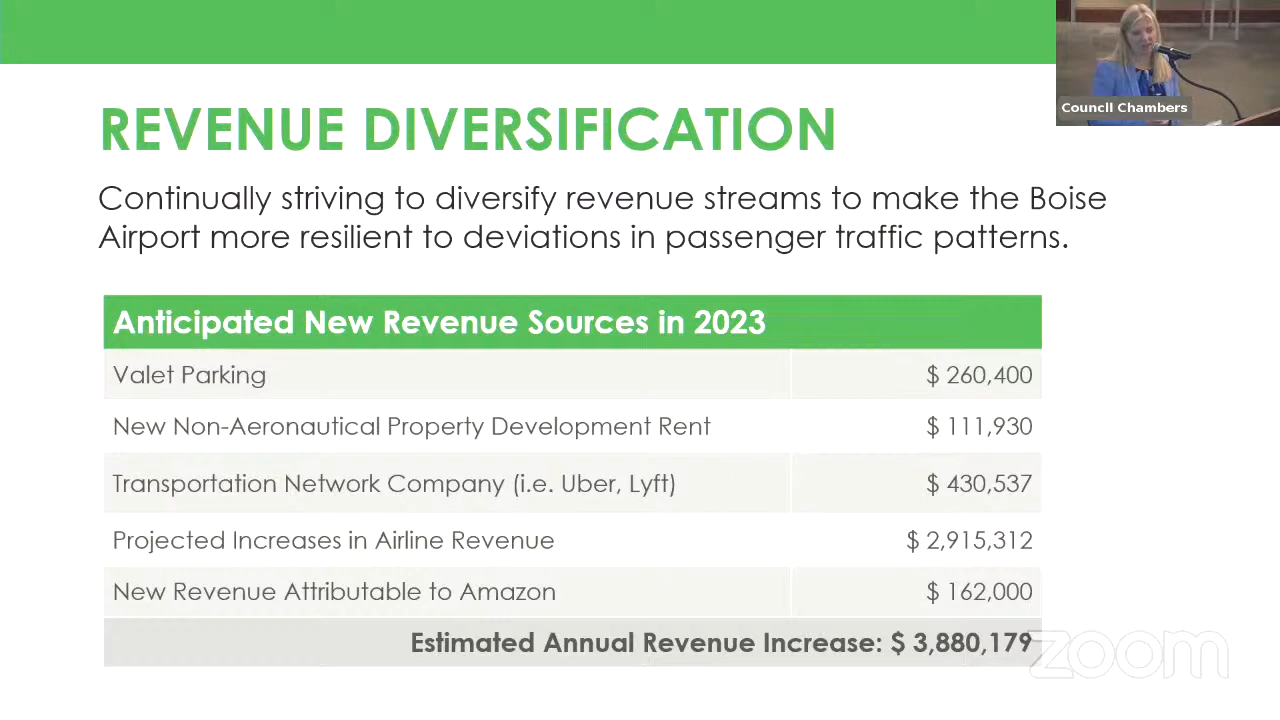 Council Chambers
REVENUE DIVERSIFICATION
Continually striving to diversify revenue streams to make the Boise
Airport more resilient to deviations in passenger traffic patterns.
Anticipated New Revenue Sources in 2023
Valet Parking $ 260,400
New Non-Aeronautical Property Development Rent $ 111,930
Transportation Network Company (i.e. Uber, Lyft) $ 430,537
Projected Increases in Airline Revenue $ 2,915,312
New Revenue Attributable to Amazon $ 162,000
Estimated Annual Revenue Increase: $ 3,880,179
zoom